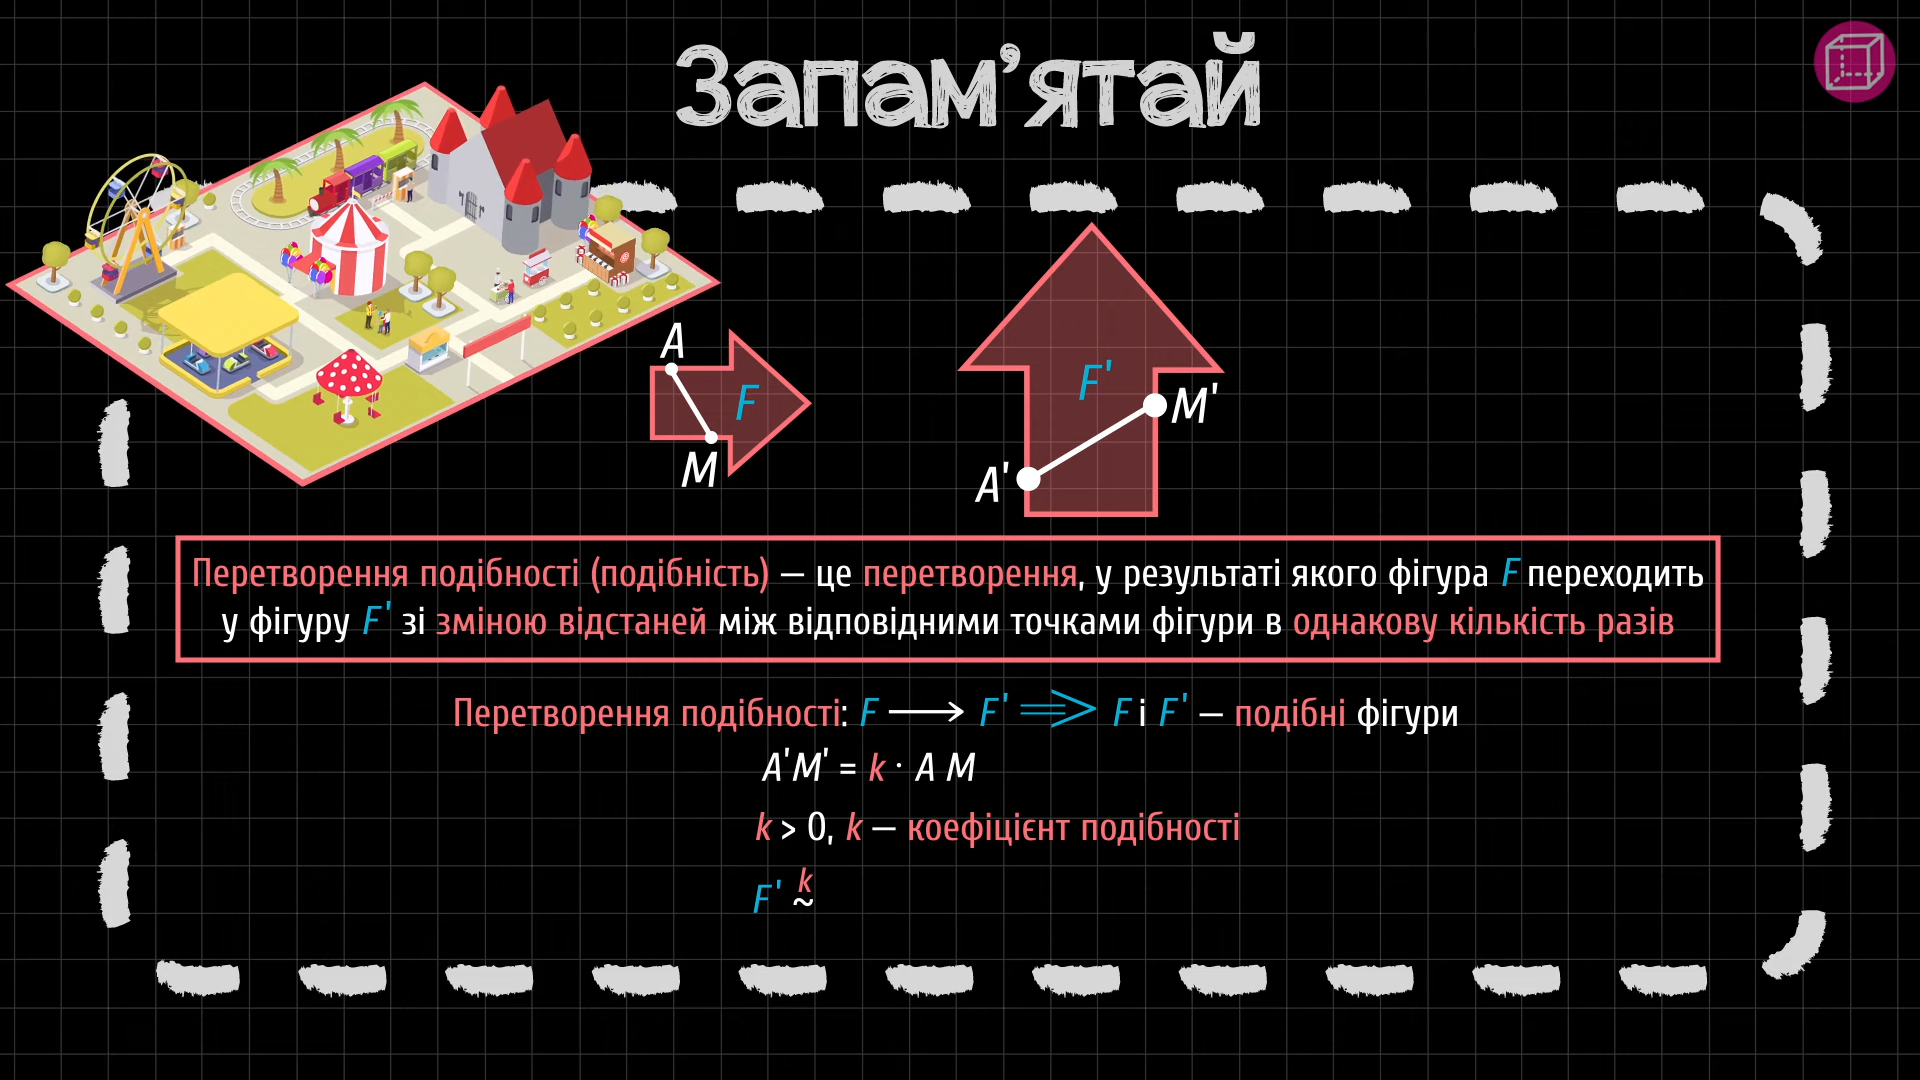 Запам’ятай
A
F
M
F'
M'
A'
Перетворення подібності (подібність) – це перетворення, у результаті якого фігура F переходить
у фігуру F' зі зміною відстаней між відповідними точками фігури в однакову кількість разів
Перетворення подібності: F ⟶ F' ⟹ F і F' – подібні фігури
A'M' = k · A M
k > 0, k – коефіцієнт подібності
k
F' ~